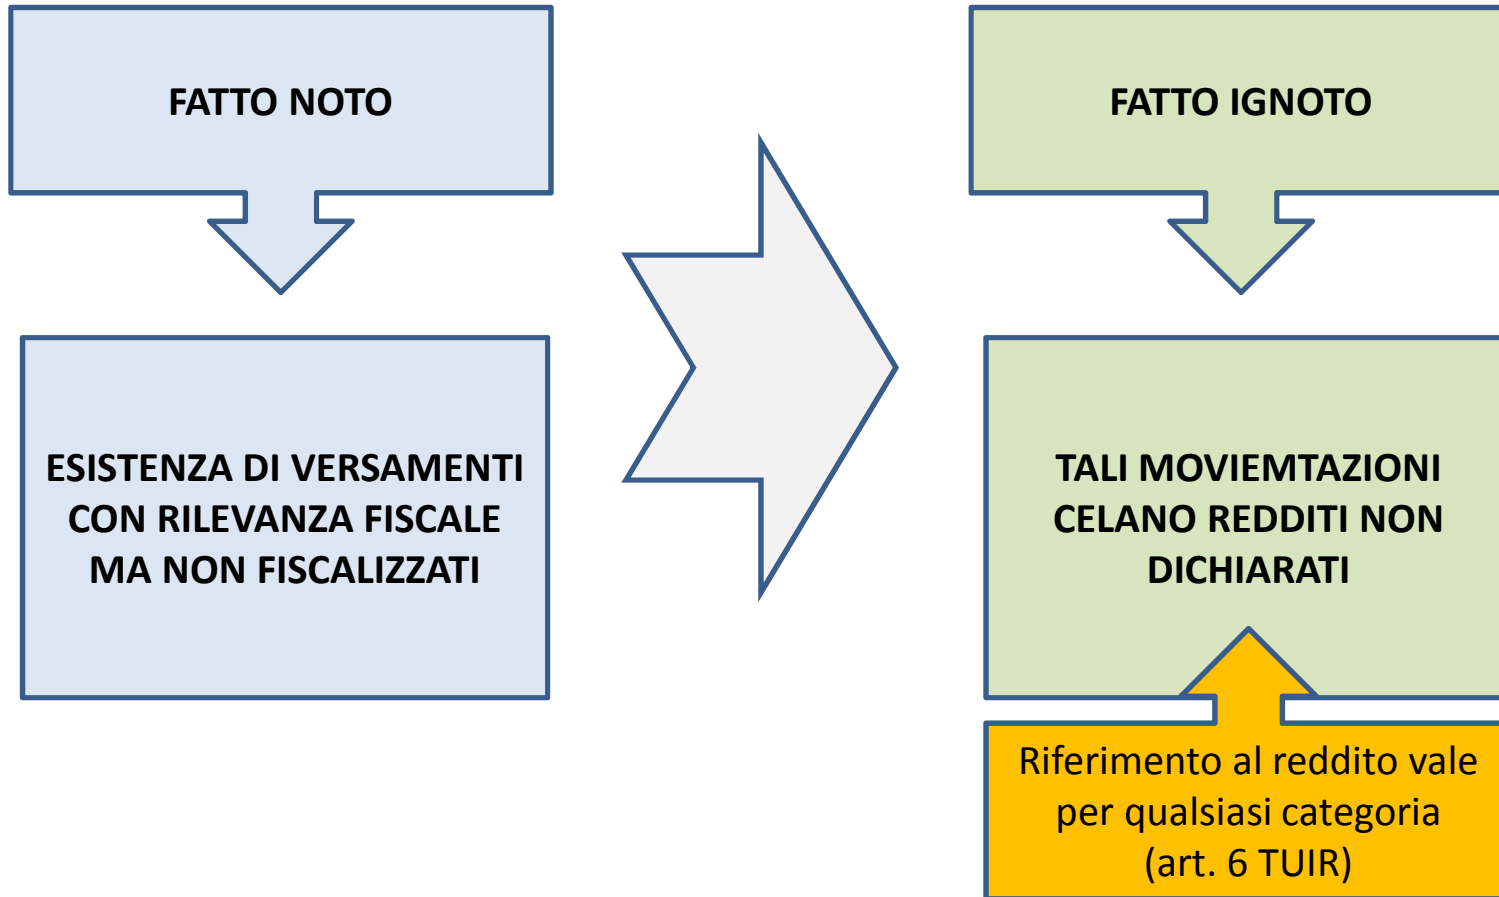 FATTO NOTO
ESISTENZA DI VERSAMENTI
CON RILEVANZA FISCALE
MA NON FISCALIZZATI
FATTO IGNOTO
TALI MOVIEMTAZIONI
CELANO REDDITI NON
DICHIARATI
Riferimento al reddito vale
per qualsiasi categoria
(art. 6 TUIR)